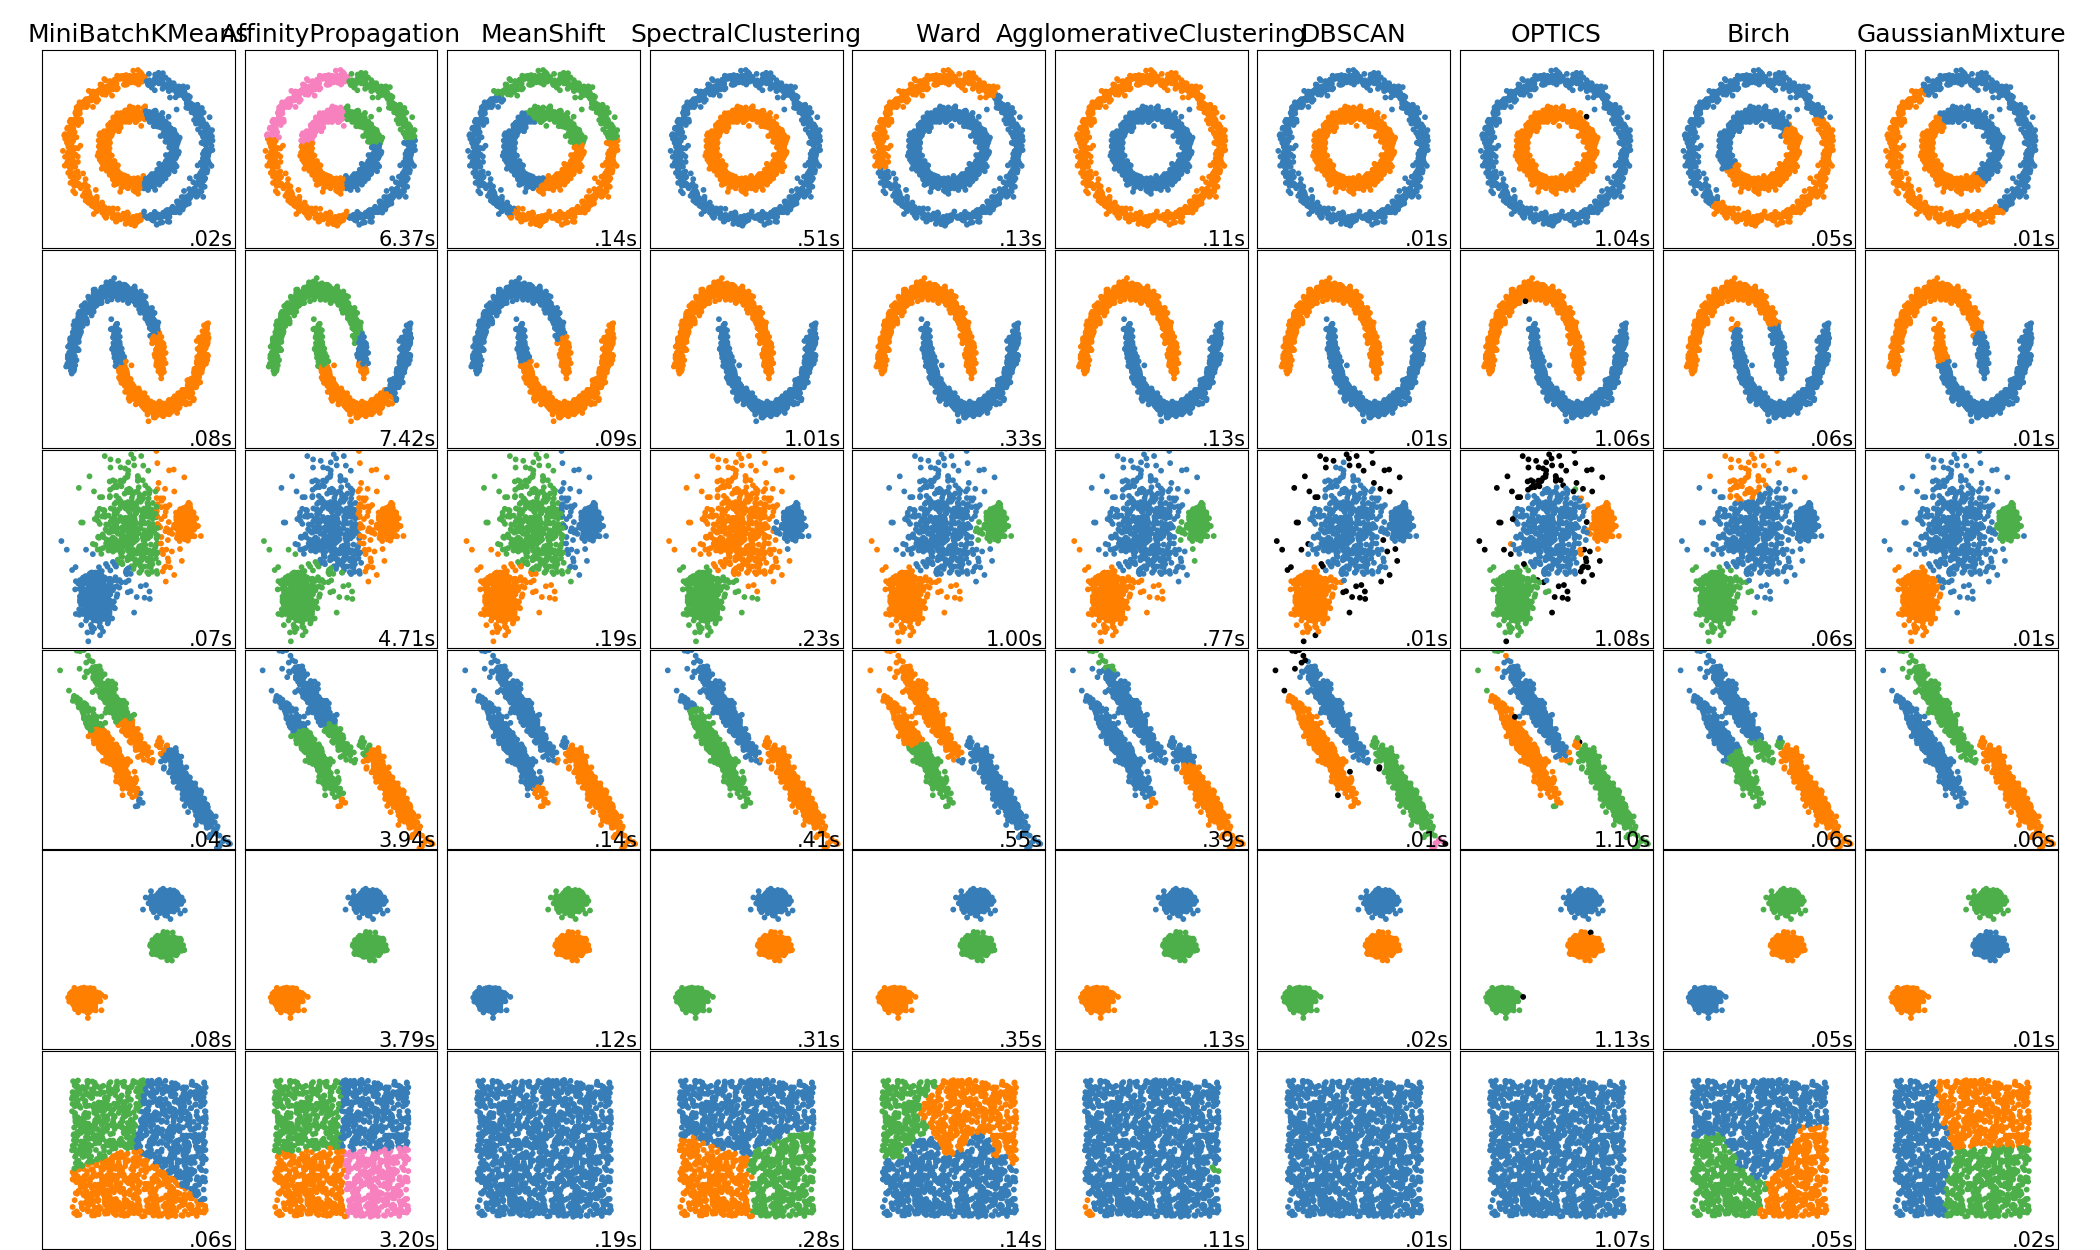 MiniBatchKMeans AffinityPropagation MeanShift SpectralClustering Ward AgglomerativeClustering DBSCAN OPTICS Birch GaussianMixture
.02s 6.37s .14s .51s .13s .11s .01s 1.04s .05s .01s
.08s 7.42s .09s 1.01s .33s .13s .01s 1.06s .06s .01s
.07s 4.71s .19s .23s 1.00s .77s .01s 1.08s .06s .01s
.04s 3.94s .14s .41s .55s .39s .01s 1.10s .06s .06s
.08s 3.79s .12s .31s .35s .13s .02s 1.13s .05s .01s
.06s 3.20s .19s .28s .14s .11s .01s 1.07s .05s .02s